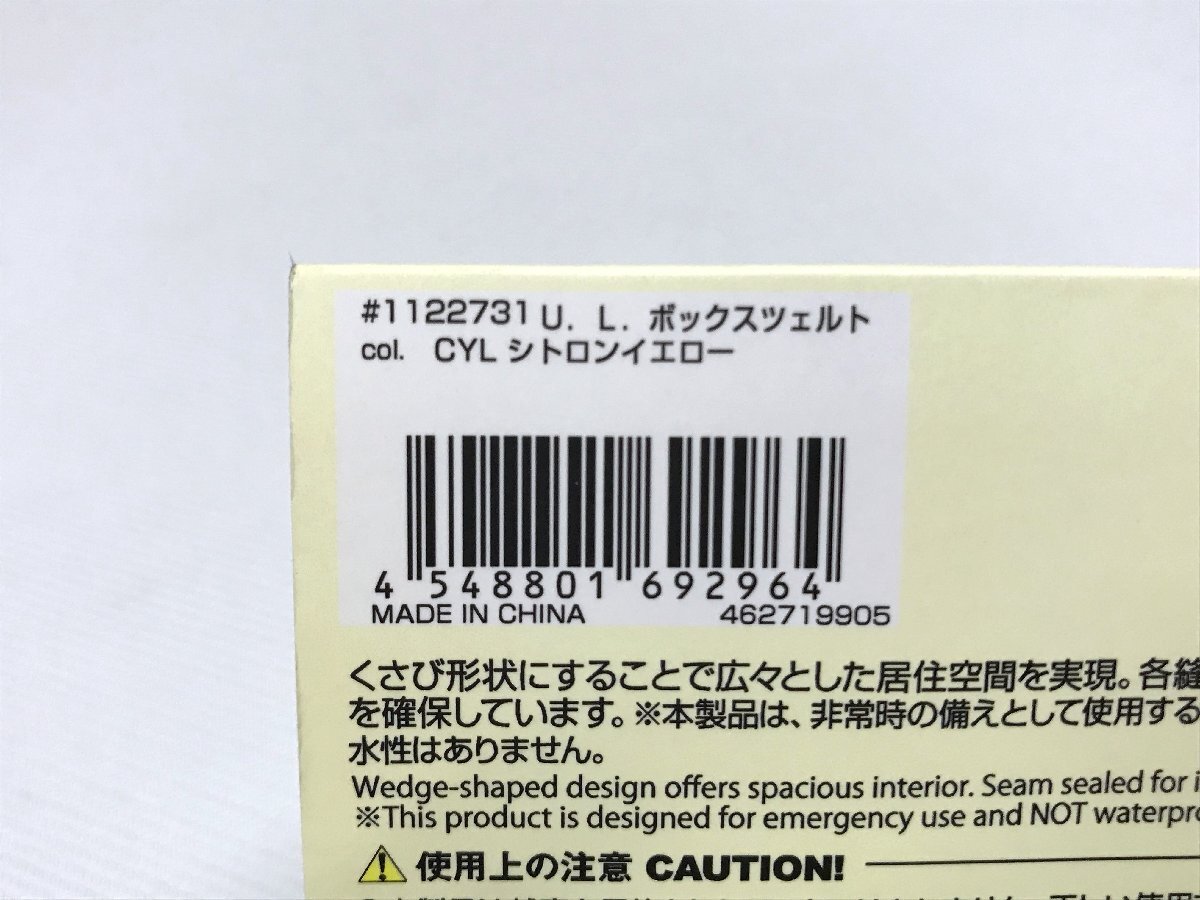 #1122731 U. L. ボックスツェルト
col. CYL シトロンイエロー
4 548801 692964
MADE IN CHINA 462719905
くさび形状にすることで広々とした居住空間を実現。各縫
を確保しています。※本製品は、非常時の備えとして使用する
水性はありません。
Wedge-shaped design offers spacious interior. Seam sealed for
※This product is designed for emergency use and NOT waterpro
使用上の注意 CAUTION!